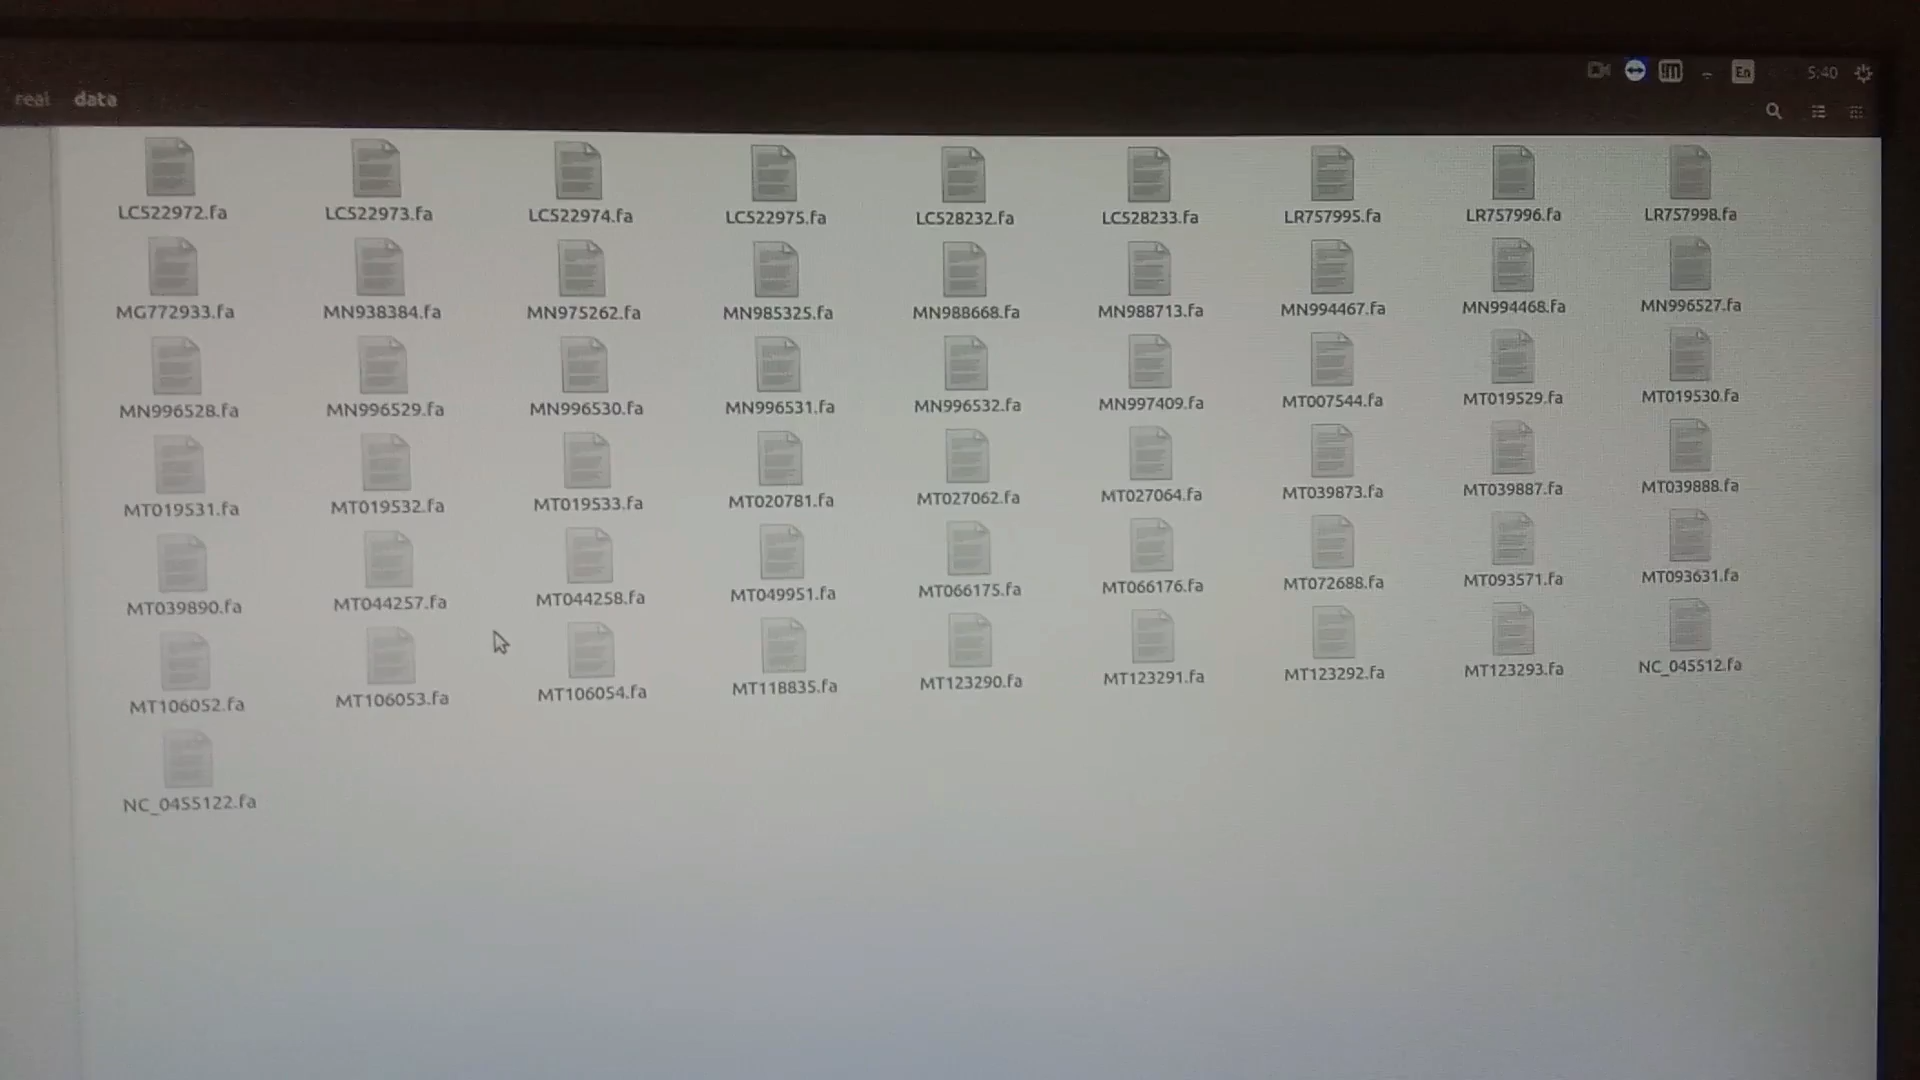 En 5:40
real data
LC522972.fa LC522973.fa LC522974.fa LC522975.fa LC528232.fa LC528233.fa LR757995.fa LR757996.fa LR757998.fa
MG772933.fa MN938384.fa MN975262.fa MN985325.fa MN988668.fa MN988713.fa MN994467.fa MN994468.fa MN996527.fa
MN996528.fa MN996529.fa MN996530.fa MN996531.fa MN996532.fa MN997409.fa MT007544.fa MT019529.fa MT019530.fa
MT019531.fa MT019532.fa MT019533.fa MT020781.fa MT027062.fa MT027064.fa MT039873.fa MT039887.fa MT039888.fa
MT039890.fa MT044257.fa MT044258.fa MT049951.fa MT066175.fa MT066176.fa MT072688.fa MT093571.fa MT093631.fa
MT106052.fa MT106053.fa MT106054.fa MT118835.fa MT123290.fa MT123291.fa MT123292.fa MT123293.fa NC_045512.fa
NC_0455122.fa